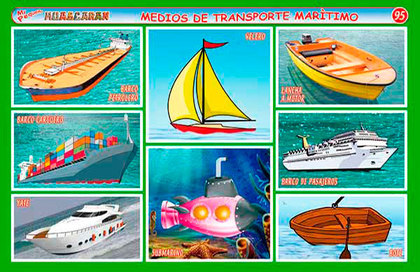 Mi Pequeño HUASCARAN
MEDIOS DE TRANSPORTE MARÍTIMO
95
BARCO
PETROLERO
VELERO
LANCHA
A MOTOR
BARCO CARGUERO
BARCO DE PASAJEROS
YATE
SUBMARINO
BOTE